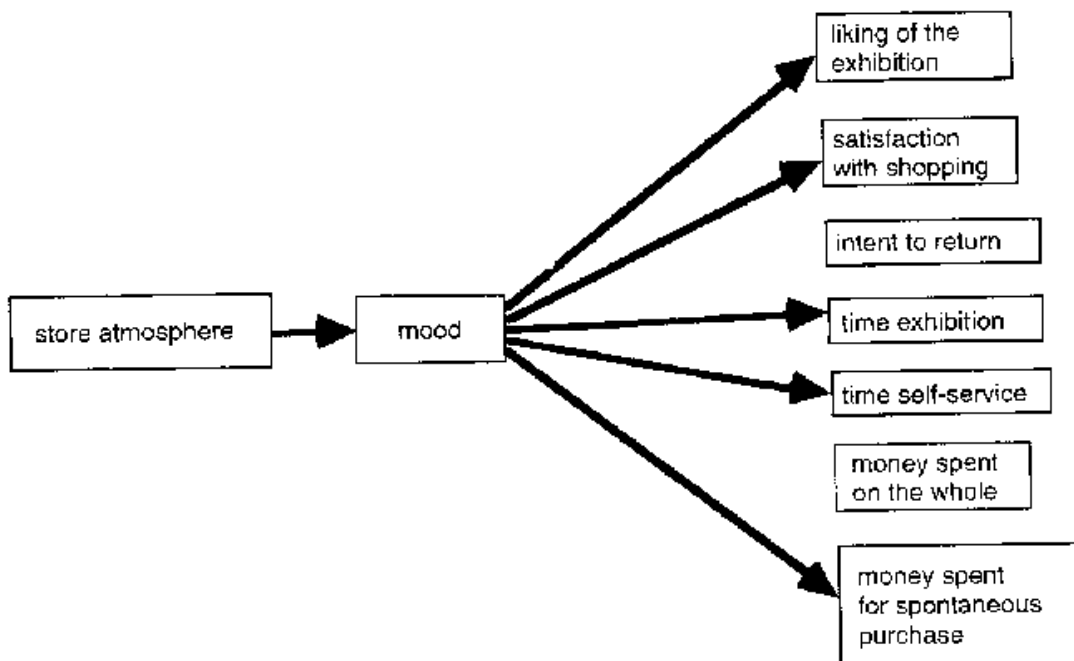 liking of the
exhibition
satisfaction
with shopping
intent to return
store atmosphere
mood
time exhibition
time self-service
money spent
on the whole
money spent
for spontaneous
purchase